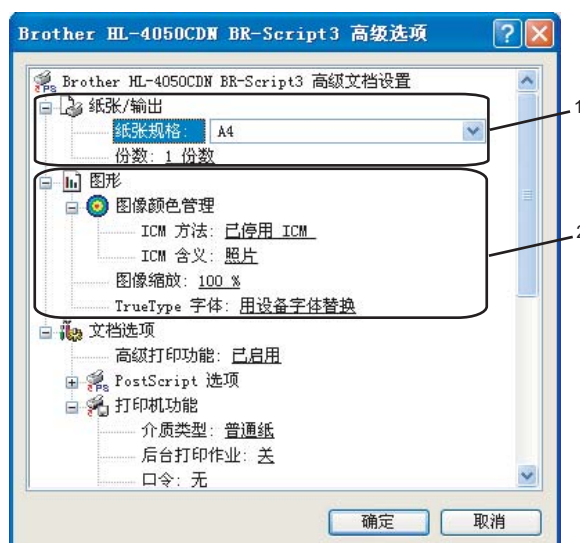 Brother HL-4050CDN BR-Script3 高级选项
Brother HL-4050CDN BR-Script3 高级文档设置
纸张/输出
纸张规格: A4
份数: 1 份数
1
图形
图像颜色管理
ICM 方法: 已停用 ICM
ICM 含义: 照片
2
图像缩放: 100 %
TrueType 字体: 用设备字体替换
文档选项
高级打印功能: 已启用
PostScript 选项
打印机功能
介质类型: 普通纸
后台打印作业: 关
口令: 无
确定 取消